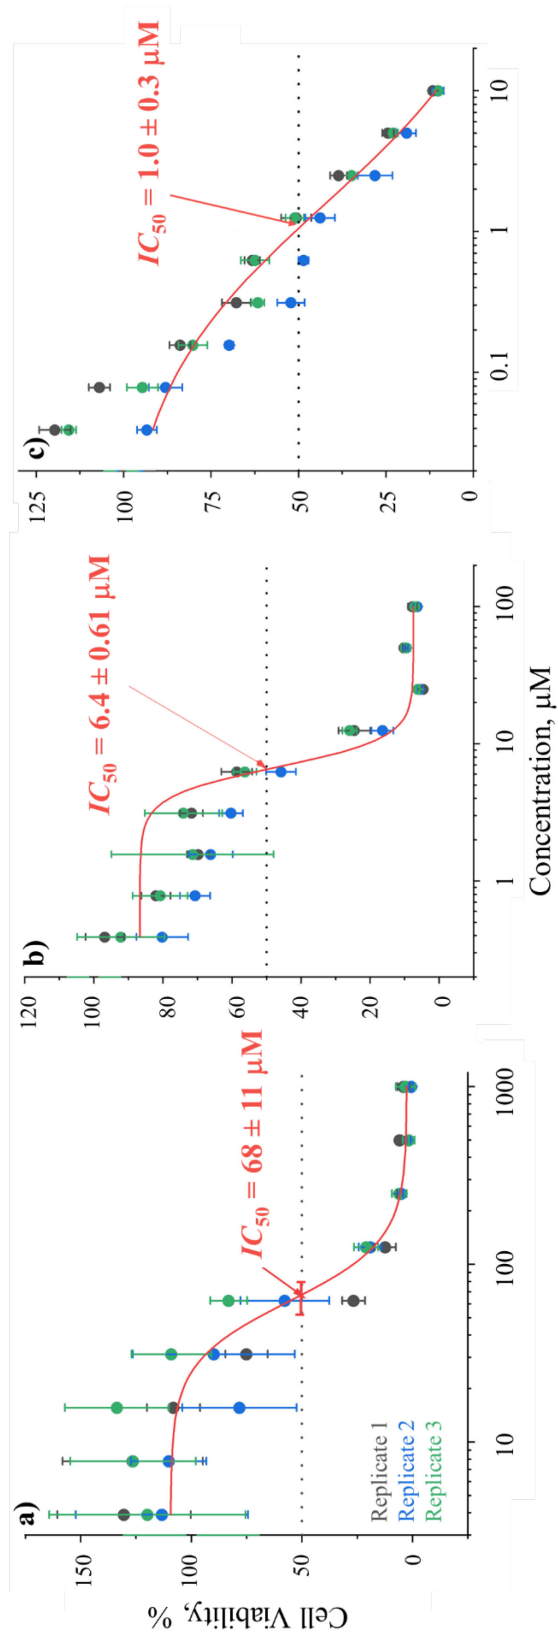 a)
Cell Viability, %
150
100
50
0
IC50 = 68 ± 11 μM
Replicate 1
Replicate 2
Replicate 3
10
100
1000
b)
120
100
80
60
40
20
0
IC50 = 6.4 ± 0.61 μM
1
10
100
Concentration, μM
c)
125
100
75
50
25
0
IC50 = 1.0 ± 0.3 μM
0.1
1
10